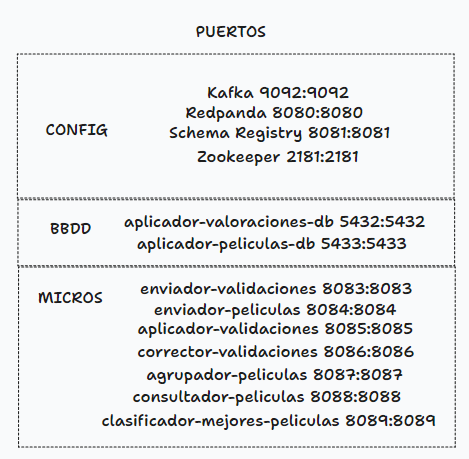 PUERTOS
CONFIG
Kafka 9092:9092
Redpanda 8080:8080
Schema Registry 8081:8081
Zookeeper 2181:2181
BBDD
aplicador-valoraciones-db 5432:5432
aplicador-peliculas-db 5433:5433
MICROS
enviador-validaciones 8083:8083
enviador-peliculas 8084:8084
aplicador-validaciones 8085:8085
corrector-validaciones 8086:8086
agrupador-peliculas 8087:8087
consultador-peliculas 8088:8088
clasificador-mejores-peliculas 8089:8089